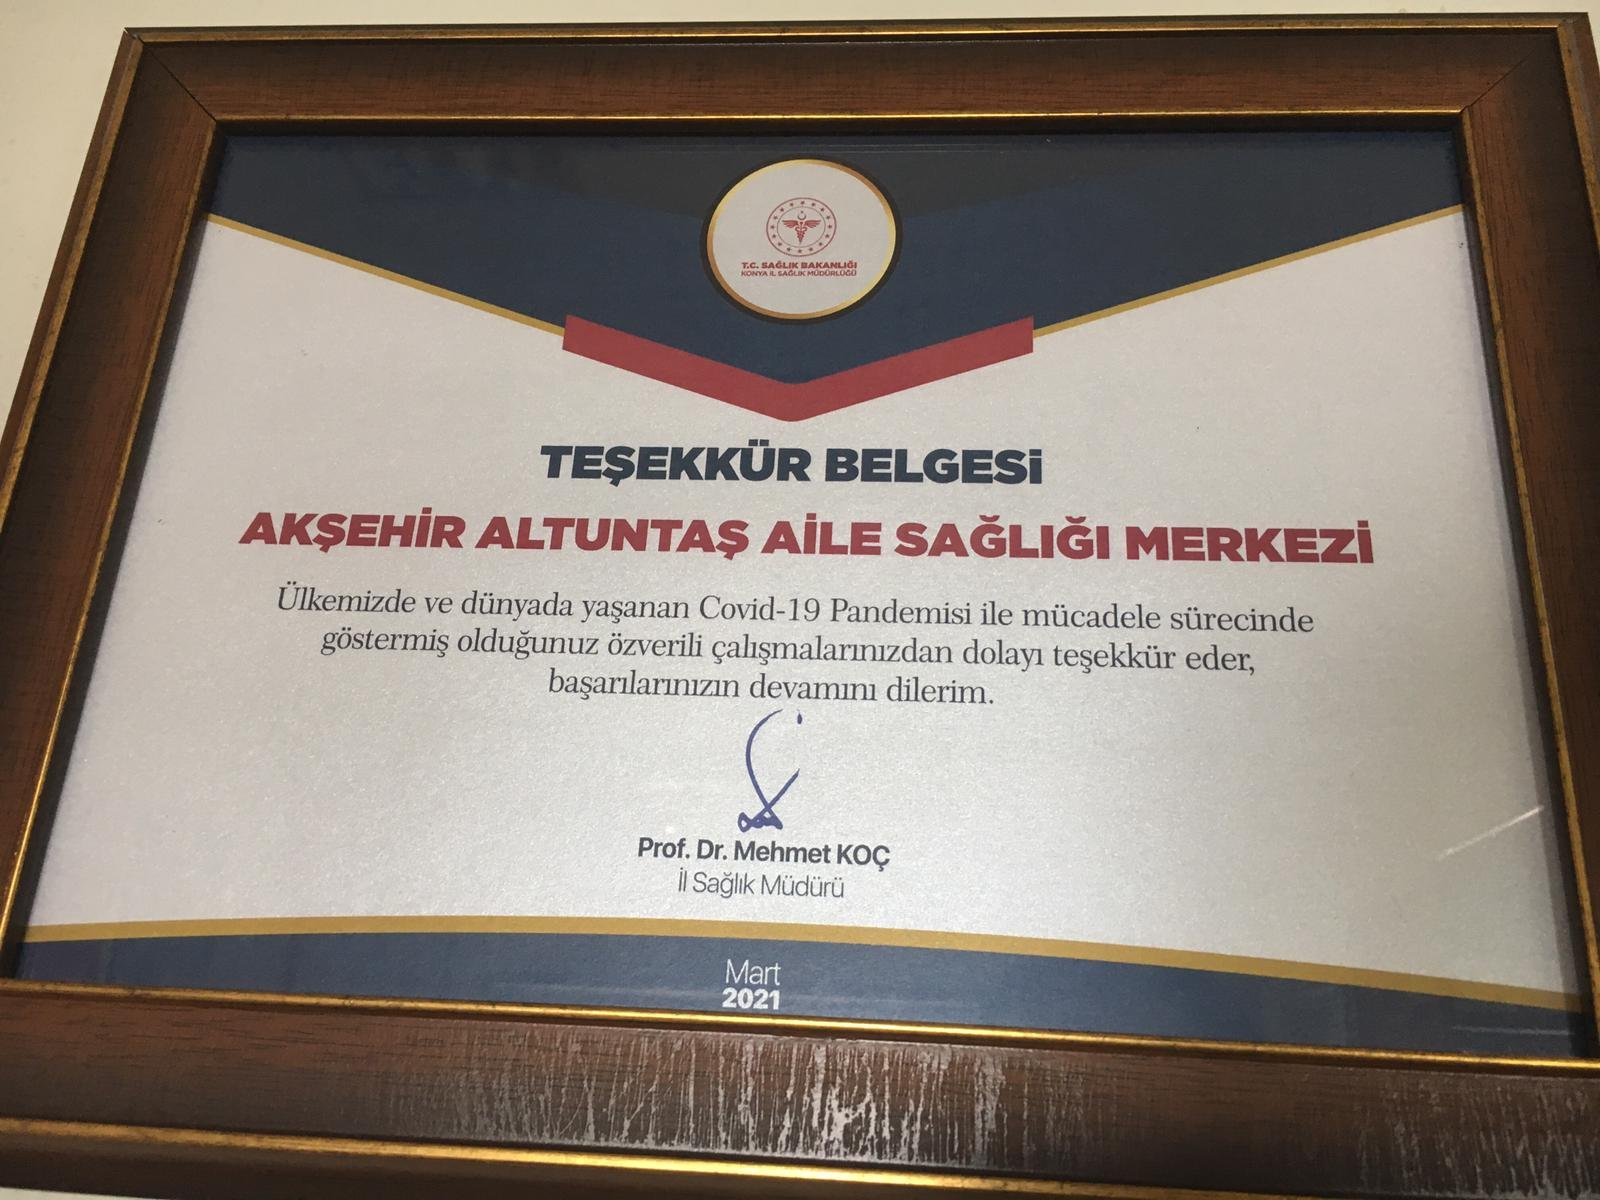 T.C. SAĞLIK BAKANLIĞI
KONYA İL SAĞLIK MÜDÜRLÜĞÜ
TEŞEKKÜR BELGESİ
AKŞEHİR ALTUNTAŞ AİLE SAĞLIĞI MERKEZİ
Ülkemizde ve dünyada yaşanan Covid-19 Pandemisi ile mücadele sürecinde
göstermiş olduğunuz özverili çalışmalarınızdan dolayı teşekkür eder,
başarılarınızın devamını dilerim.
Prof. Dr. Mehmet KOÇ
İl Sağlık Müdürü
Mart
2021